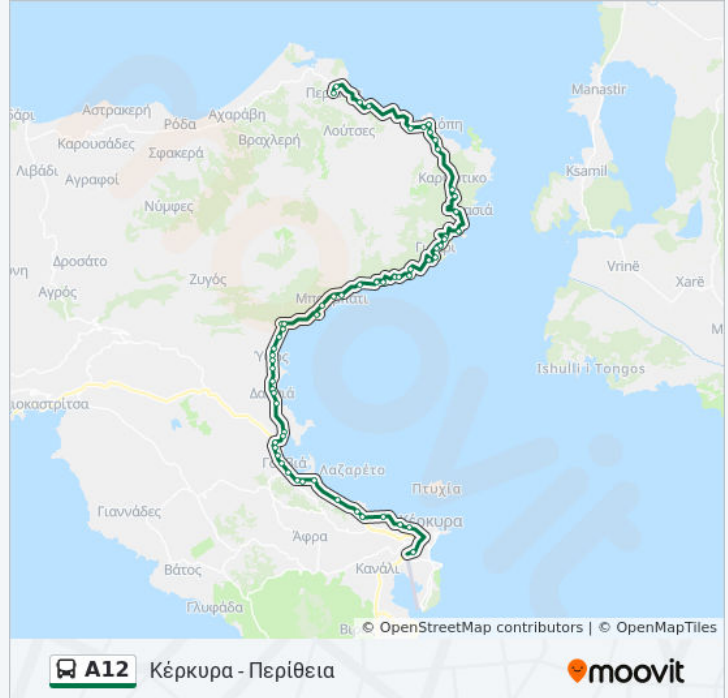 Manastir
Αστρακερή
Αχαράβη
Ρόδα
Λούτσες
Καρουσάδες
Βραχλερή
Σφακερά
Λιβάδι
Αγραφοί
Ksamil
Νύμφες
Δροσάτο
Ζυγός
Vrinë
Xarë
Αγρός
Ishulli i Tongos
Λαζαρέτο
Πτυχία
Γιαννάδες
Κέρκυρα
Άφρα
Βάτος
Κανάλι
Γλυφάδα
© OpenStreetMap contributors | © OpenMapTiles
A12 Κέρκυρα - Περίθεια
moovit